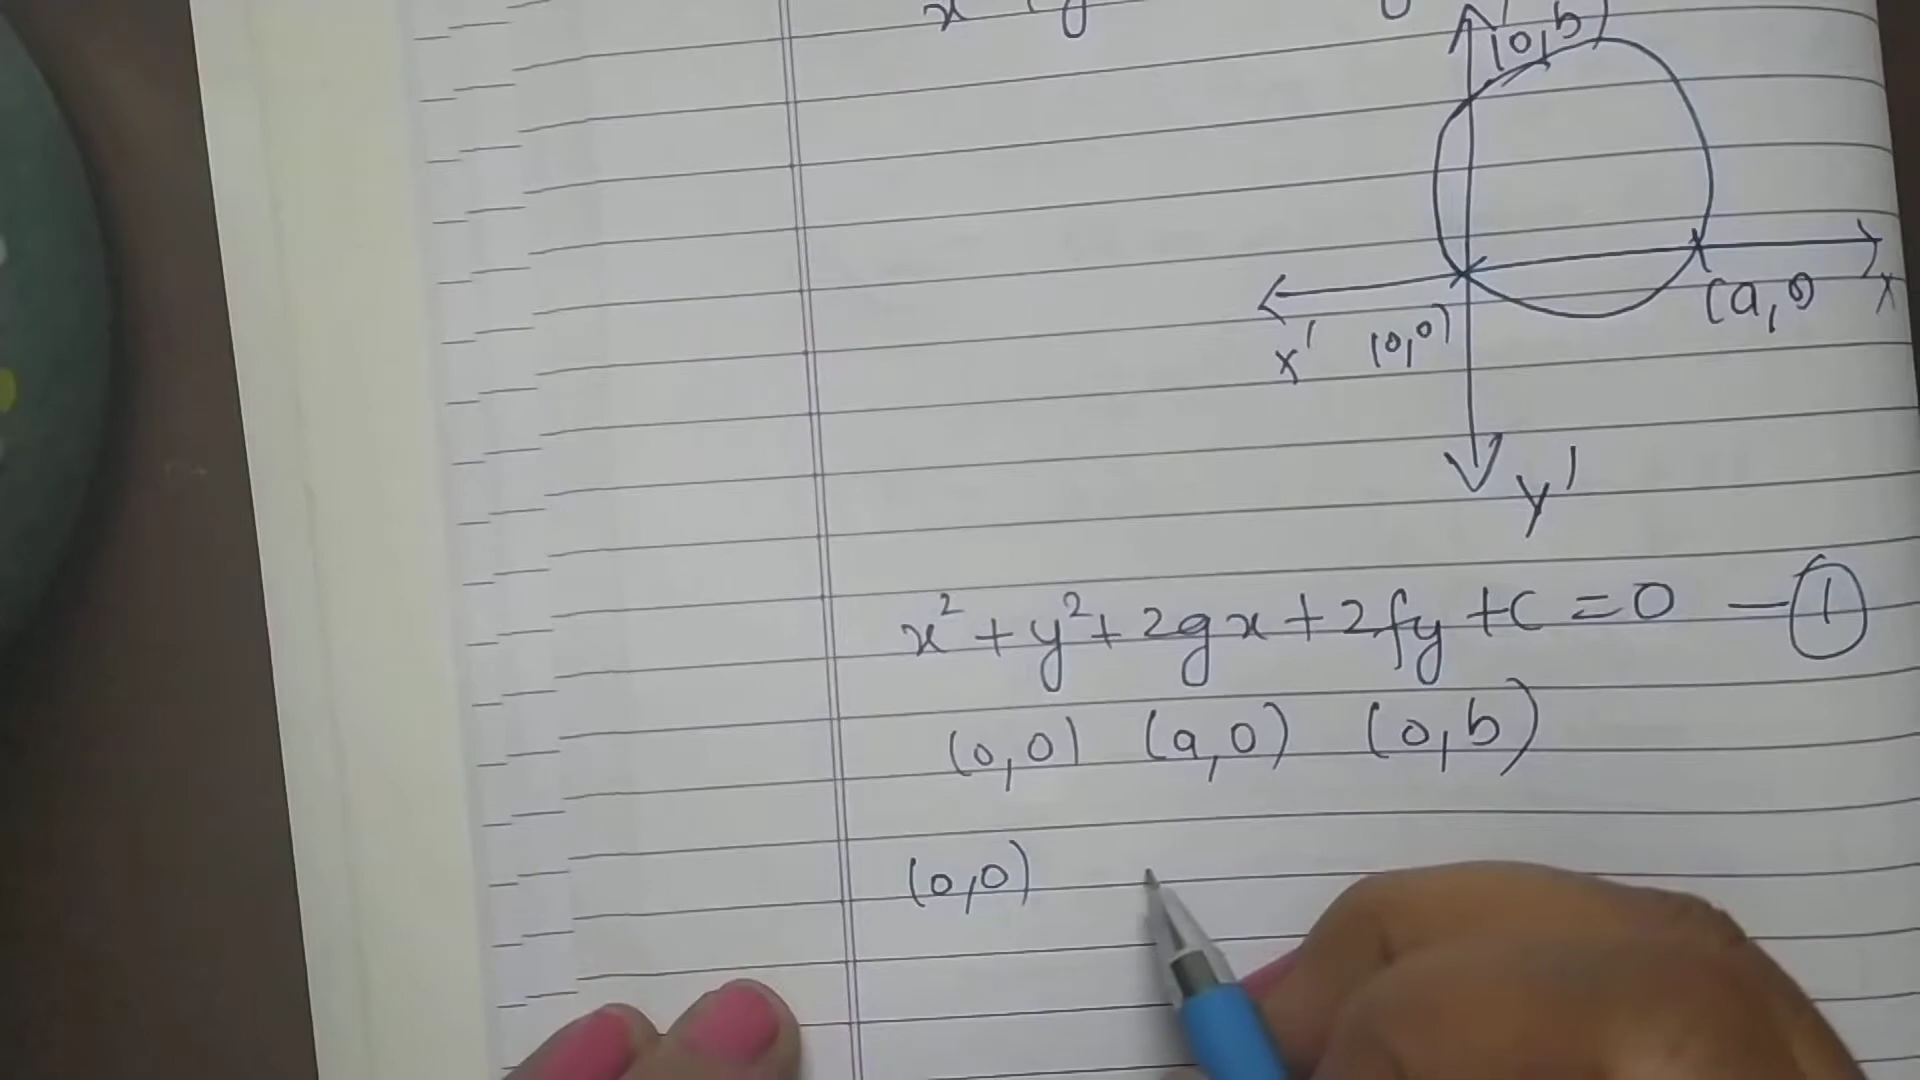 (0,b)
(a,0)
x
x' (0,0)
y'
x² + y² + 2gx + 2fy + c = 0 — ①
(0,0) (a,0) (0,b)
(0,0)